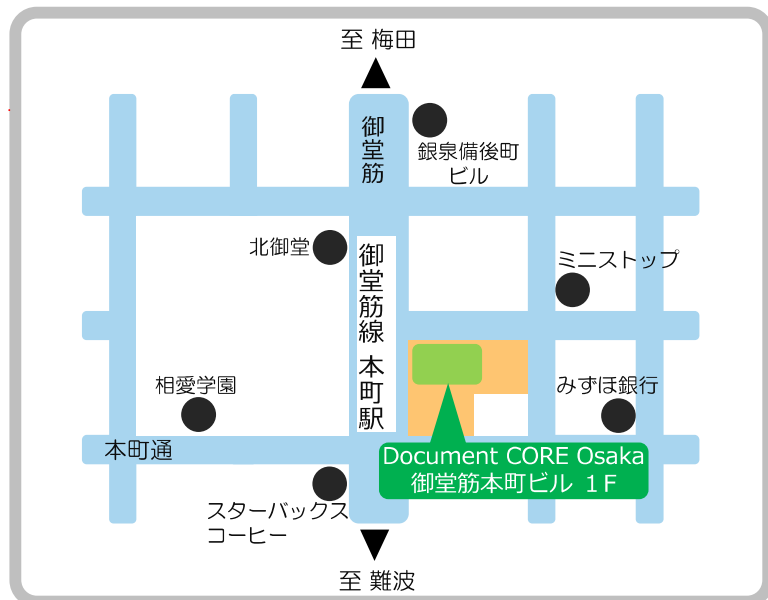 至 梅田
御堂筋
銀泉備後町
ビル
北御堂
御堂筋線 本町駅
ミニストップ
相愛学園
みずほ銀行
本町通
Document CORE Osaka
御堂筋本町ビル 1F
スターバックス
コーヒー
至 難波